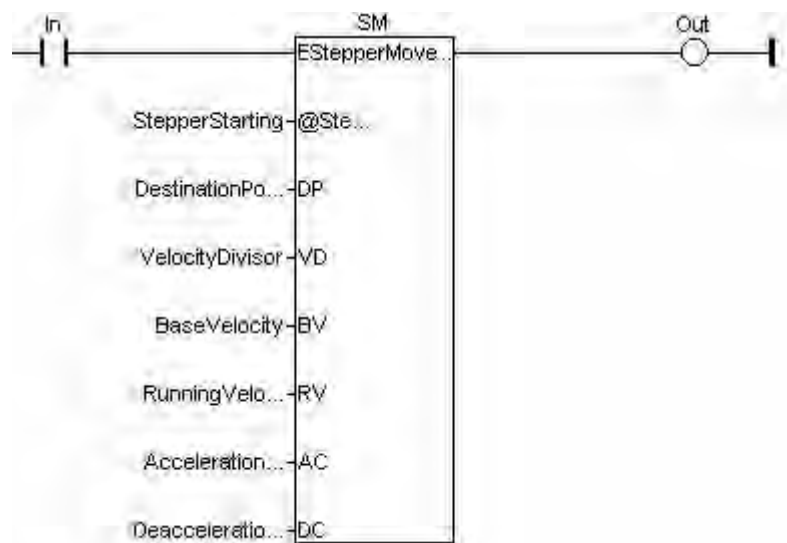 In SM Out
EStepperMove...
StepperStarting @Ste...
DestinationPo... DP
VelocityDivisor VD
BaseVelocity BV
RunningVelo... RV
Acceleration... AC
Deacceleratio... DC